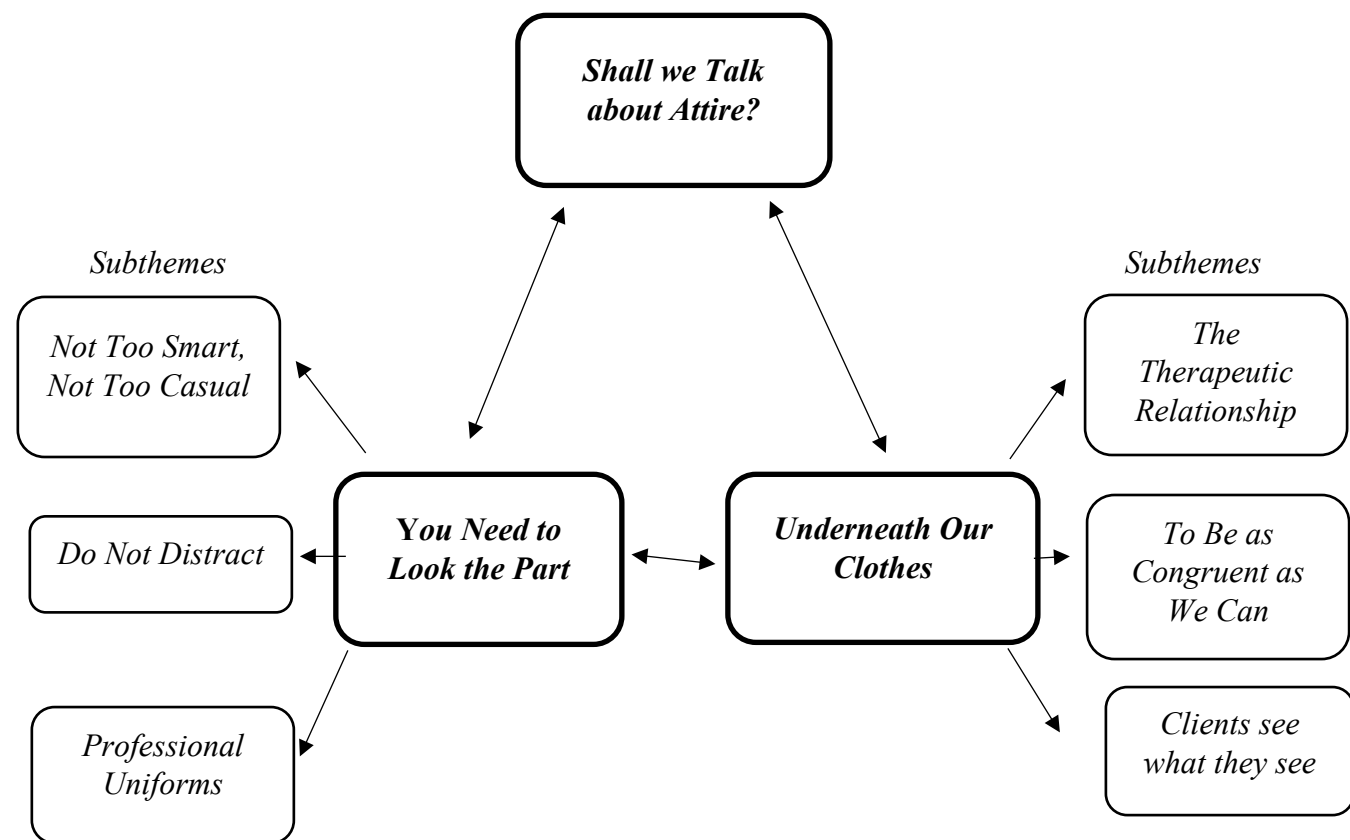 Shall we Talk
about Attire?
Subthemes
Subthemes
Not Too Smart,
Not Too Casual
The
Therapeutic
Relationship
You Need to
Look the Part
Underneath Our
Clothes
Do Not Distract
To Be as
Congruent as
We Can
Professional
Uniforms
Clients see
what they see